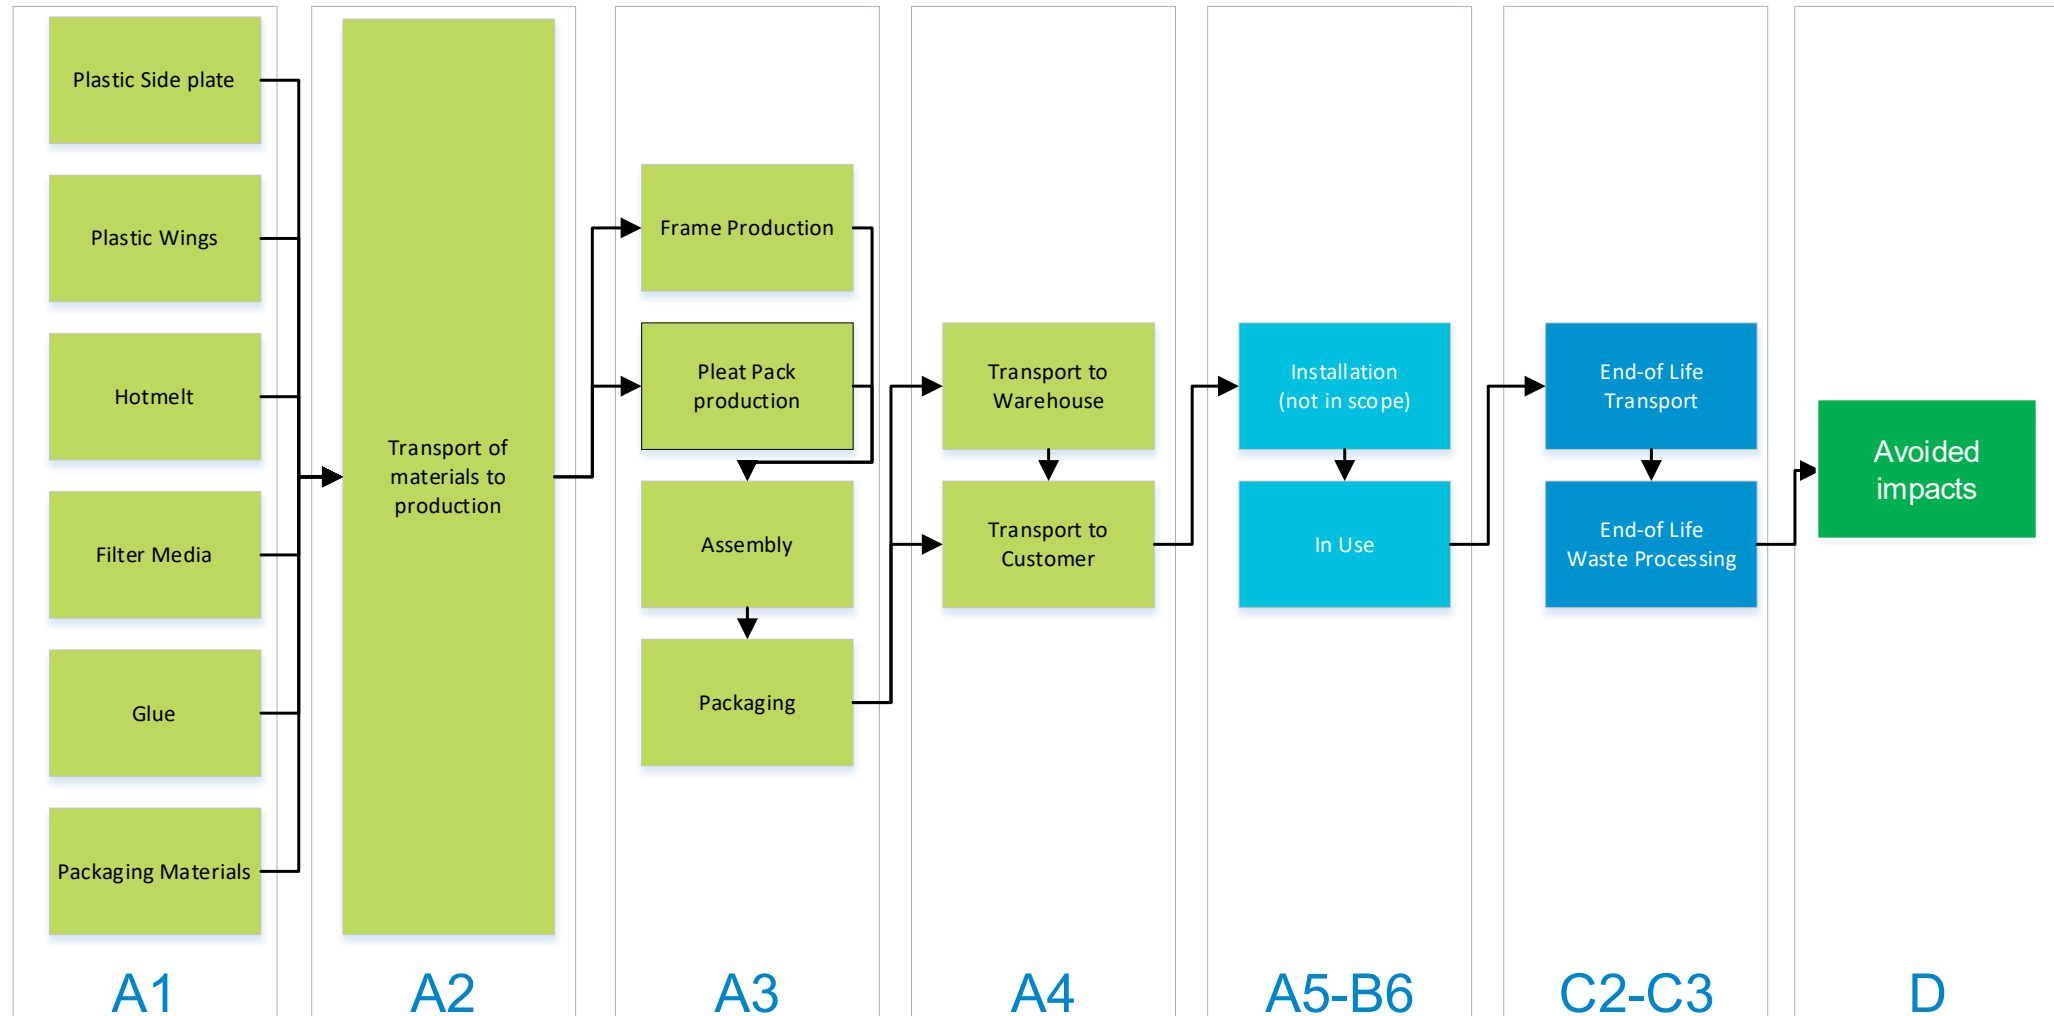 Plastic Side plate
Plastic Wings
Hotmelt
Filter Media
Glue
Packaging Materials
A1
Transport of
materials to
production
A2
Frame Production
Pleat Pack
production
Assembly
Packaging
A3
Transport to
Warehouse
Transport to
Customer
A4
Installation
(not in scope)
In Use
A5-B6
End-of Life
Transport
End-of Life
Waste Processing
C2-C3
Avoided
impacts
D